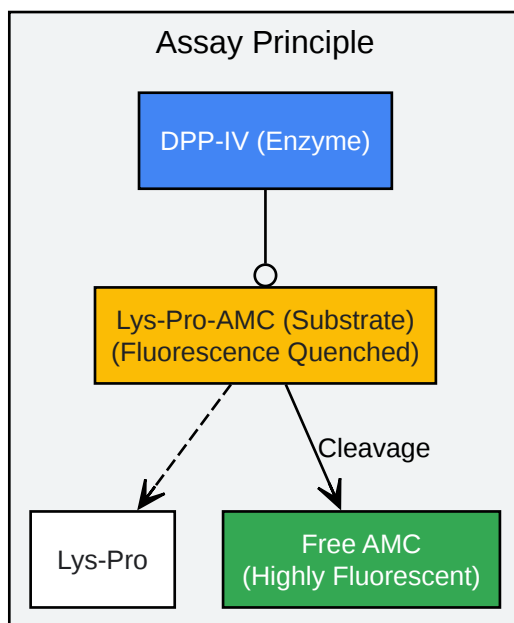 Assay Principle
DPP-IV (Enzyme)
Lys-Pro-AMC (Substrate)
(Fluorescence Quenched)
Cleavage
Lys-Pro
Free AMC
(Highly Fluorescent)